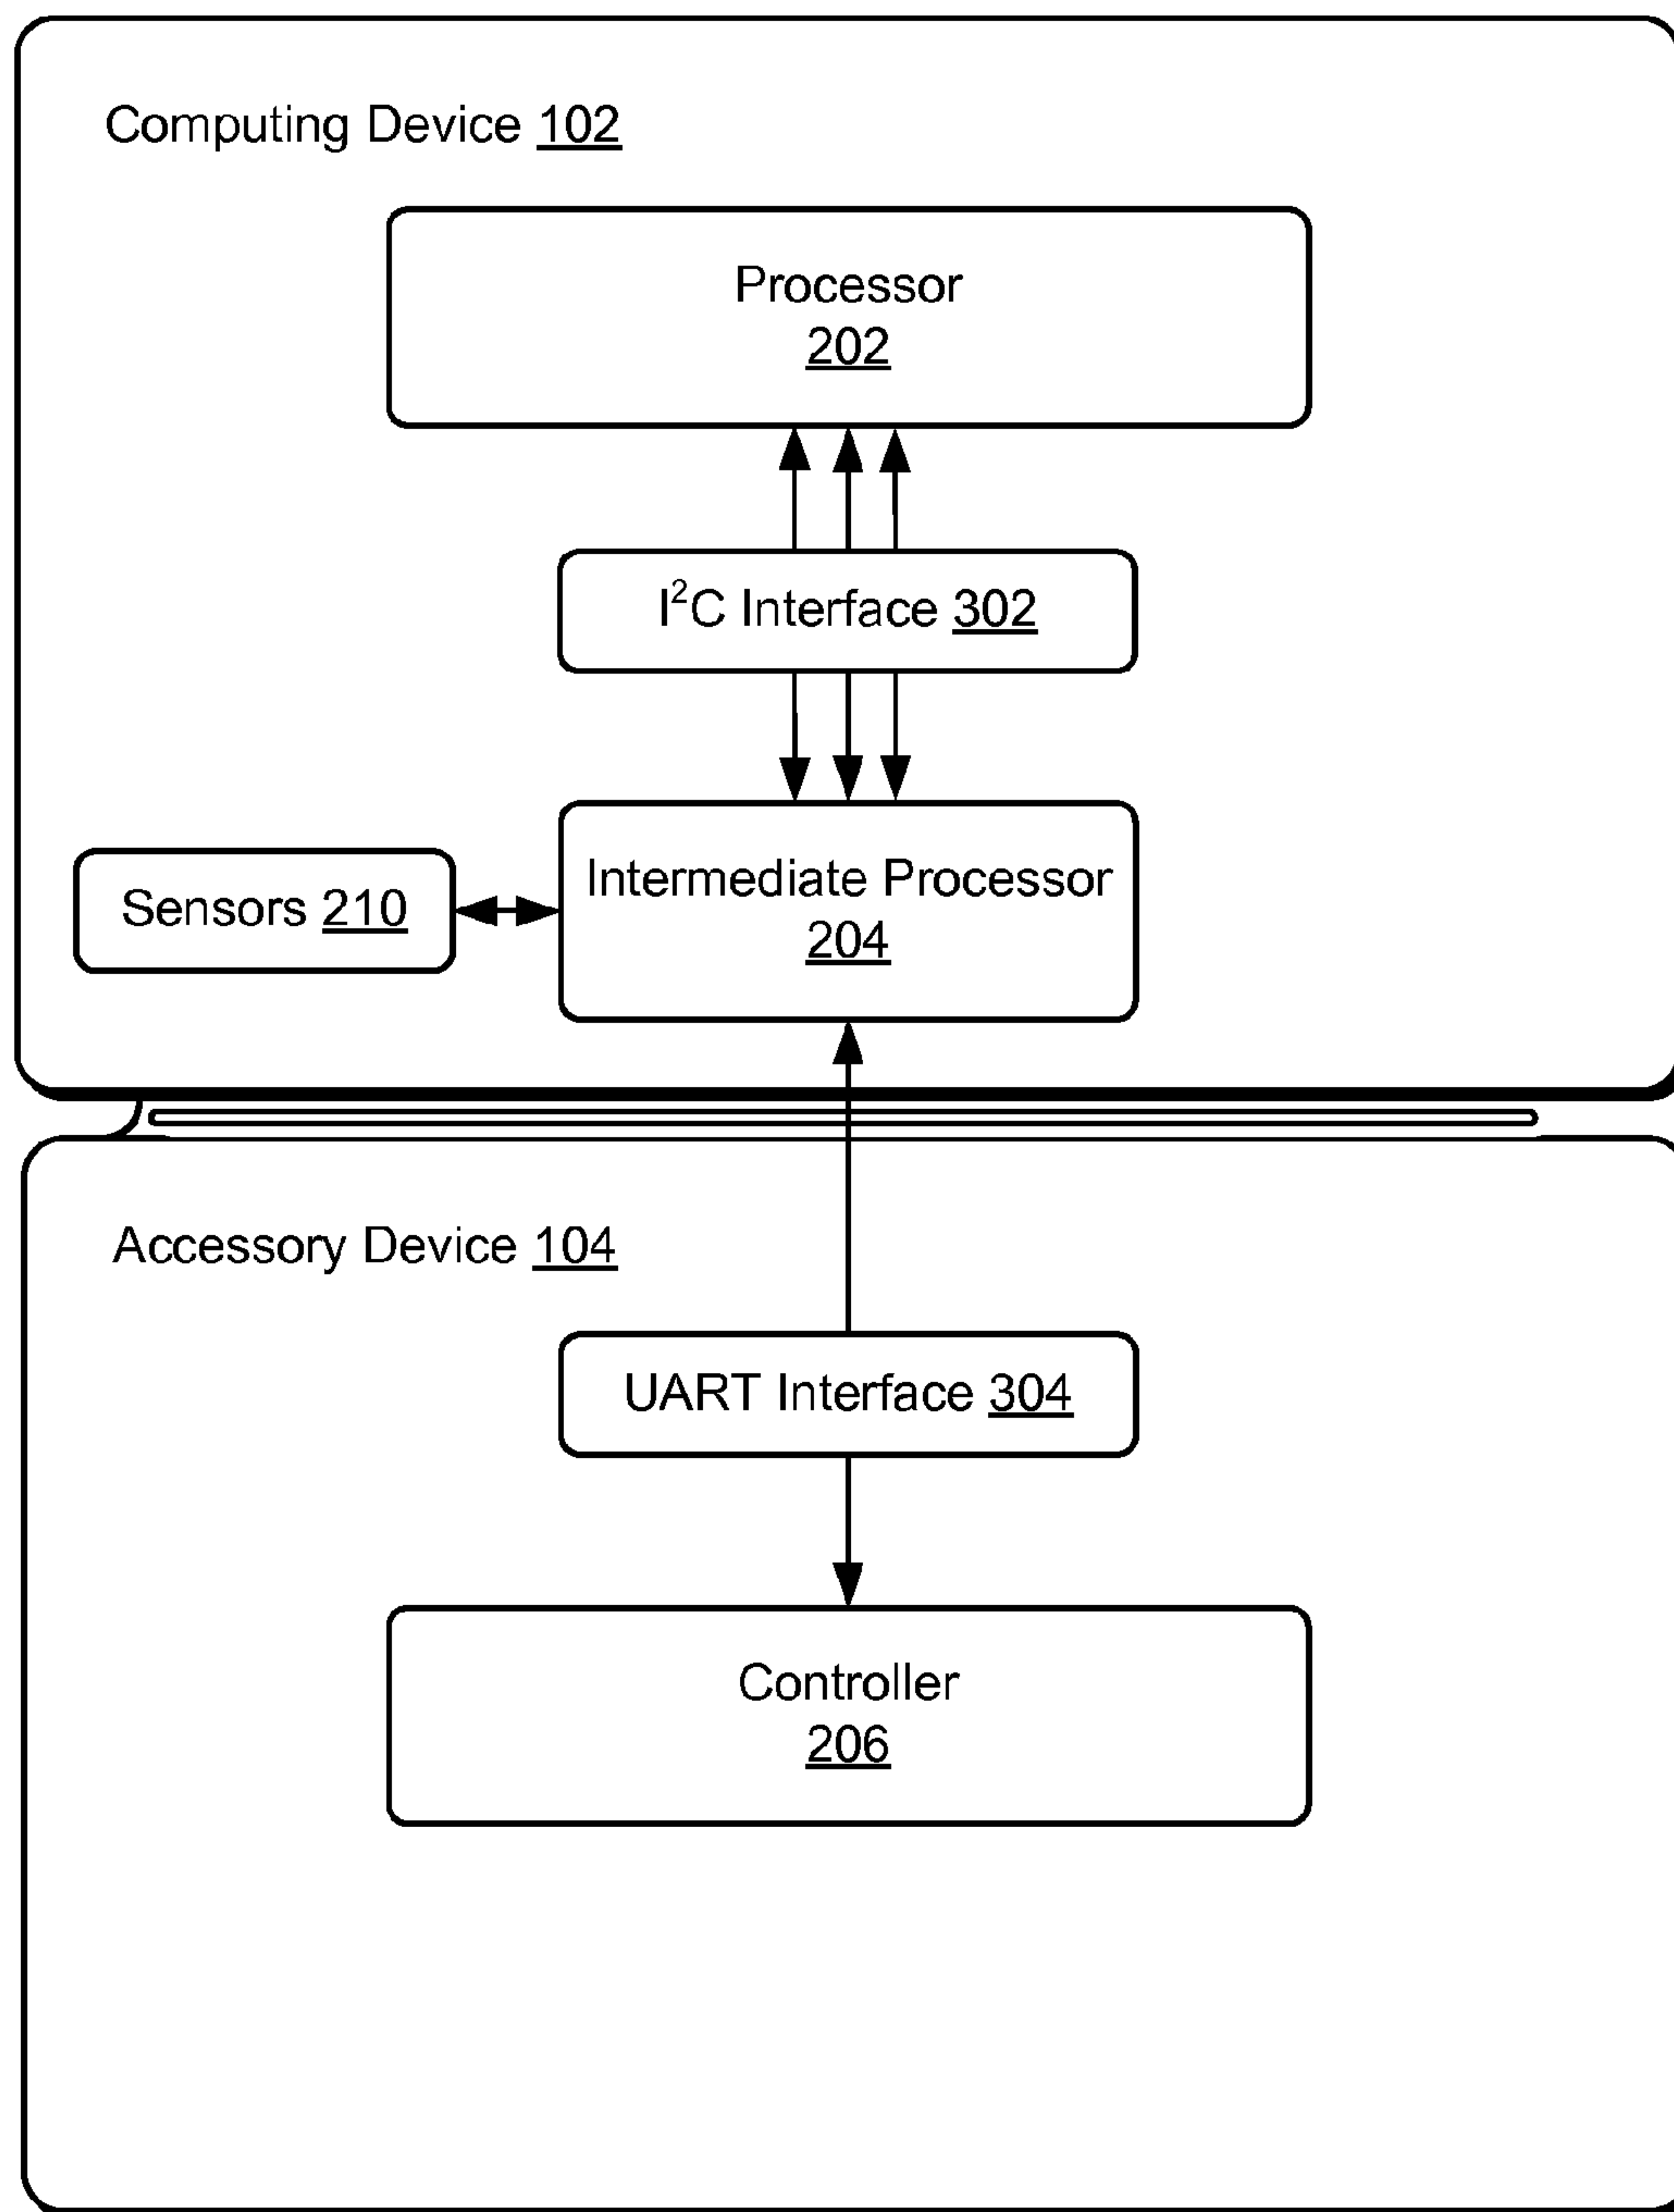 Computing Device 102
Processor
202
I²C Interface 302
Intermediate Processor
204
Sensors 210
Accessory Device 104
UART Interface 304
Controller
206